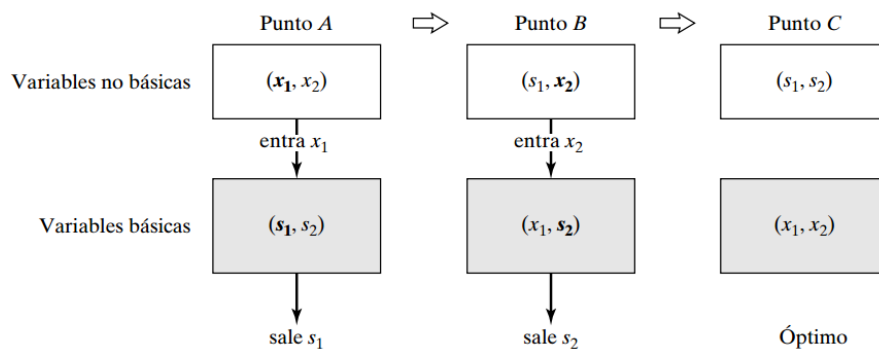 Punto A Punto B Punto C
Variables no básicas (x₁, x₂) (s₁, x₂) (s₁, s₂)
entra x₁ entra x₂
Variables básicas (s₁, s₂) (x₁, s₂) (x₁, x₂)
sale s₁ sale s₂ Óptimo